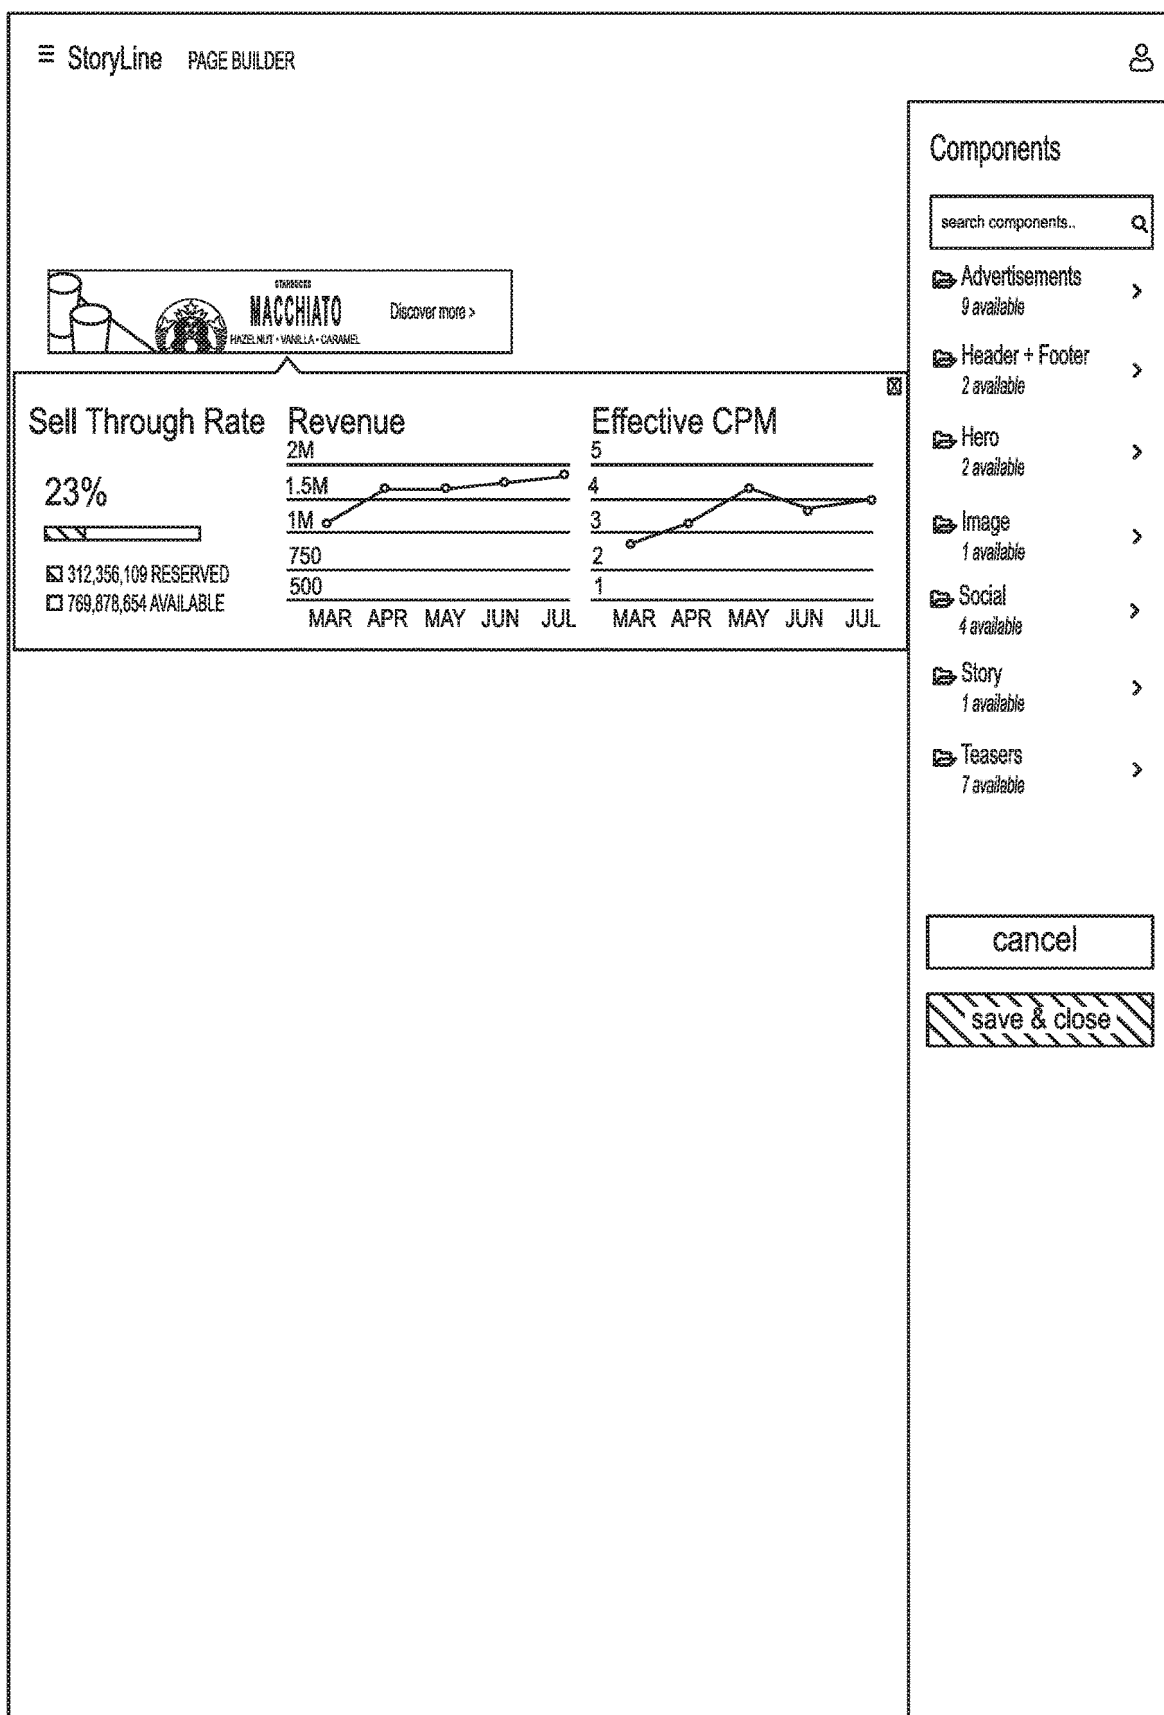 StoryLine PAGE BUILDER
Components
search components..
Advertisements
9 available
Header + Footer
2 available
Hero
2 available
Image
1 available
Social
4 available
Story
1 available
Teasers
7 available
cancel
save & close
STARBUCKS
MACCHIATO
HAZELNUT • VANILLA • CARAMEL
Discover more >
Sell Through Rate
23%
312,356,109 RESERVED
769,878,654 AVAILABLE
Revenue
2M
1.5M
1M
750
500
MAR APR MAY JUN JUL
Effective CPM
5
4
3
2
1
MAR APR MAY JUN JUL